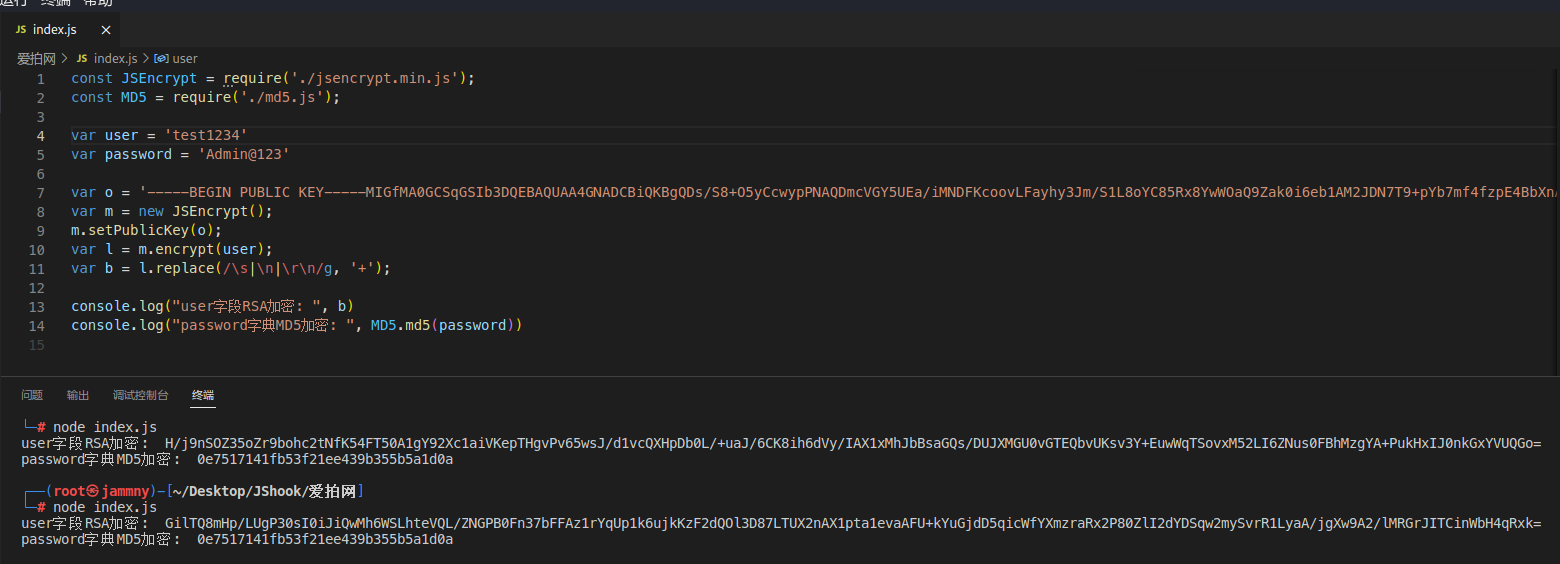 运行 终端 帮助
JS index.js ×
爱拍网 > JS index.js > user
1 const JSEncrypt = require('./jsencrypt.min.js');
2 const MD5 = require('./md5.js');
3
4 var user = 'test1234'
5 var password = 'Admin@123'
6
7 var o = '-----BEGIN PUBLIC KEY-----MIGfMA0GCSqGSIb3DQEBAQUAA4GNADCBiQKBgQDs/S8+O5yCcwypPNAQDmcVGY5UEa/iMNDFKcoovLFayhy3Jm/S1L8oYC85Rx8YwWOaQ9Zak0i6eb1AM2JDN7T9+pYb7mf4fzpE4BbXn
8 var m = new JSEncrypt();
9 m.setPublicKey(o);
10 var l = m.encrypt(user);
11 var b = l.replace(/\s|\n|\r\n/g, '+');
12
13 console.log("user字段RSA加密: ", b)
14 console.log("password字典MD5加密: ", MD5.md5(password))
15
问题 输出 调试控制台 终端
└─# node index.js
user字段RSA加密: H/j9nSOZ35oZr9bohc2tNfK54FT50A1gY92Xc1aiVKepTHgvPv65wsJ/d1vcQXHpDb0L/+uaJ/6CK8ih6dVy/IAX1xMhJbBsaGQs/DUJXMGU0vGTEQbvUKsv3Y+EuwWqTSovxM52LI6ZNus0FBhMzgYA+PukHxIJ0nkGxYVUQGo=
password字典MD5加密: 0e7517141fb53f21ee439b355b5a1d0a
┌──(root㉿jammny)-[~/Desktop/JShook/爱拍网]
└─# node index.js
user字段RSA加密: GilTQ8mHp/LUgP30sI0iJiQwMh6WSLhteVQL/ZNGPB0Fn37bFFAz1rYqUp1k6ujkKzF2dQOl3D87LTUX2nAX1pta1evaAFU+kYuGjdD5qicWfYXmzraRx2P80ZlI2dYDSqw2mySvrR1LyaA/jgXw9A2/lMRGrJITCinWbH4qRxk=
password字典MD5加密: 0e7517141fb53f21ee439b355b5a1d0a